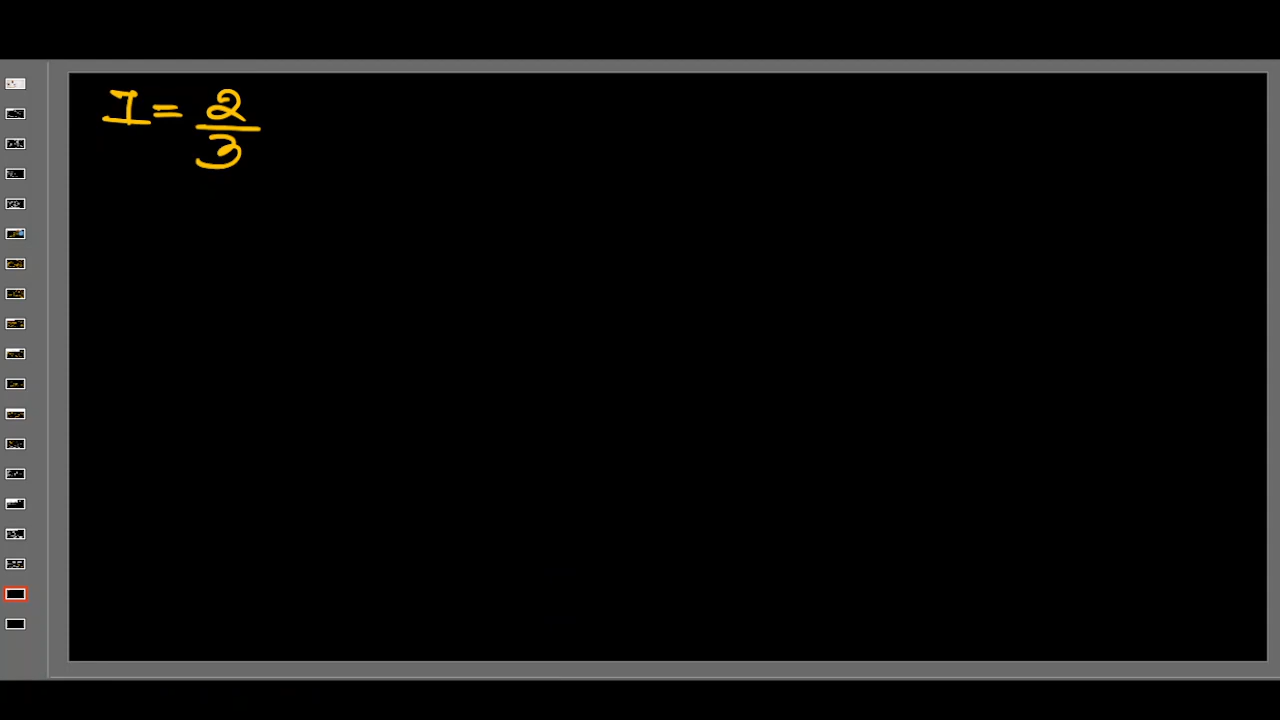 I = 2/3